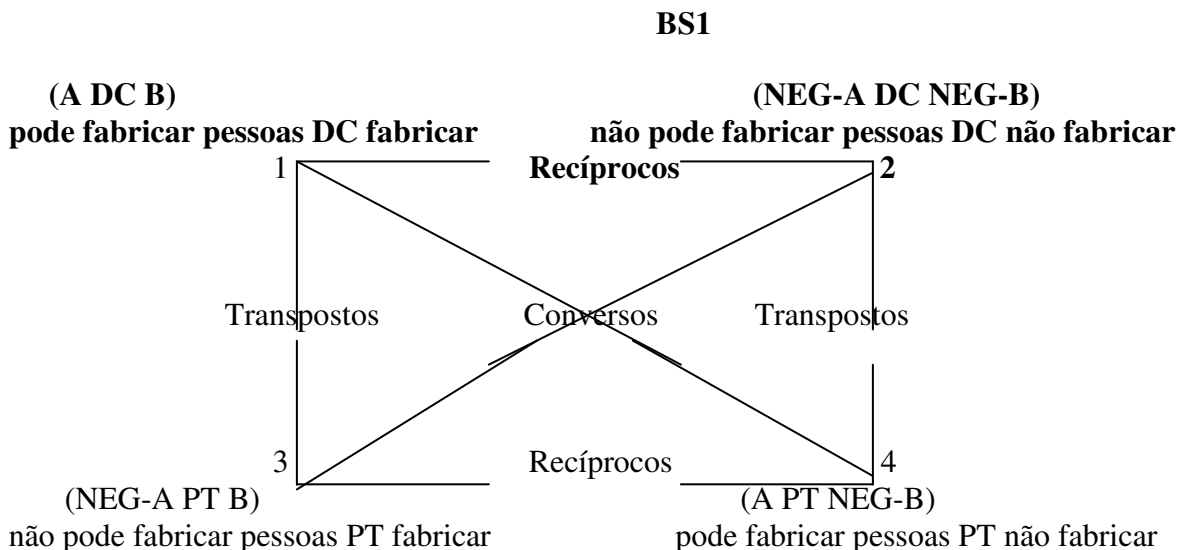 BS1
(A DC B) (NEG-A DC NEG-B)
pode fabricar pessoas DC fabricar não pode fabricar pessoas DC não fabricar
1 Recíprocos 2
Transpostos Conversos Transpostos
3 Recíprocos 4
(NEG-A PT B) (A PT NEG-B)
não pode fabricar pessoas PT fabricar pode fabricar pessoas PT não fabricar